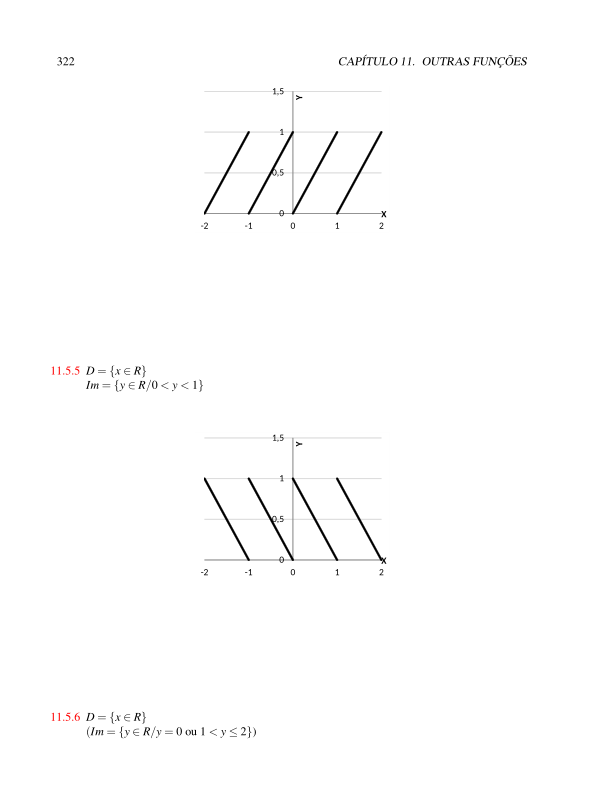 322
CAPÍTULO 11. OUTRAS FUNÇÕES
1,5
Y
1
0,5
0
X
-2 -1 0 1 2
11.5.5 D = {x ∈ R}
Im = {y ∈ R/0 < y < 1}
1,5
Y
1
0,5
0
X
-2 -1 0 1 2
11.5.6 D = {x ∈ R}
(Im = {y ∈ R/y = 0 ou 1 < y ≤ 2})